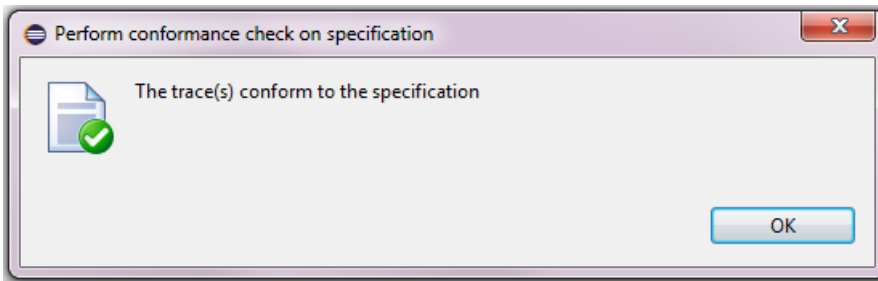 Perform conformance check on specification
The trace(s) conform to the specification
OK